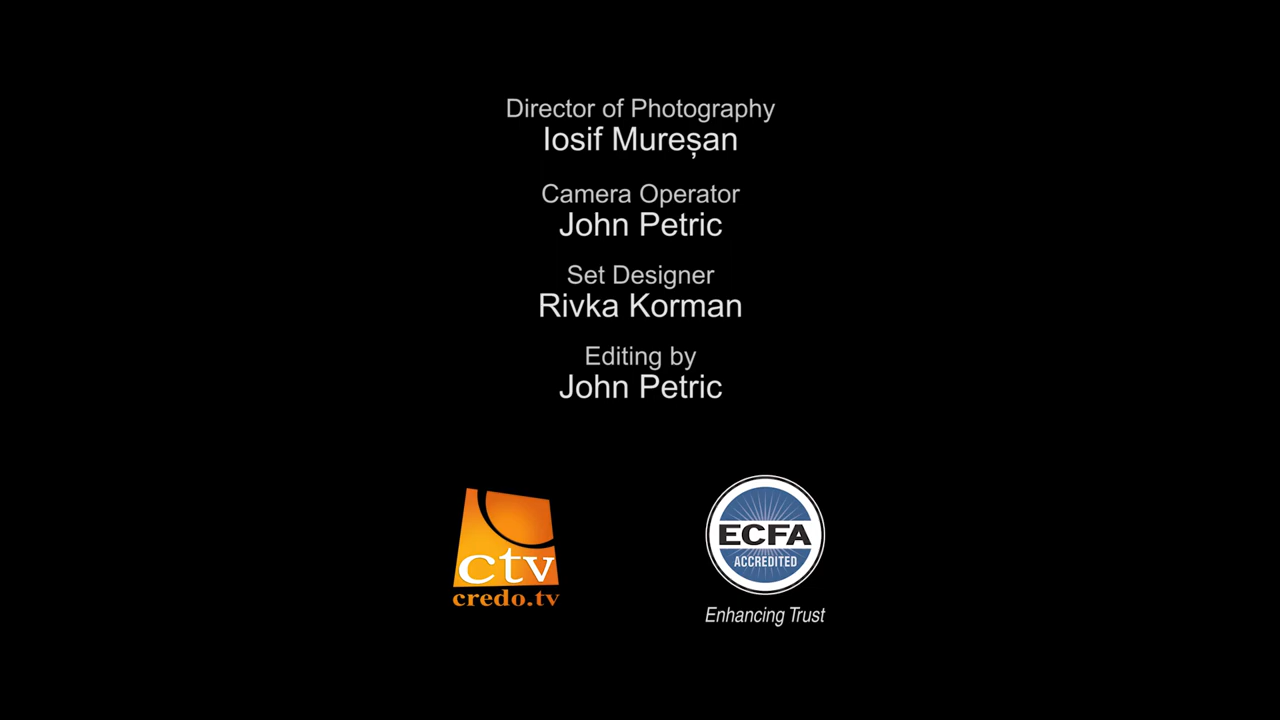 Director of Photography
Iosif Mureșan
Camera Operator
John Petric
Set Designer
Rivka Korman
Editing by
John Petric
ctv
credo.tv
ECFA
ACCREDITED
Enhancing Trust